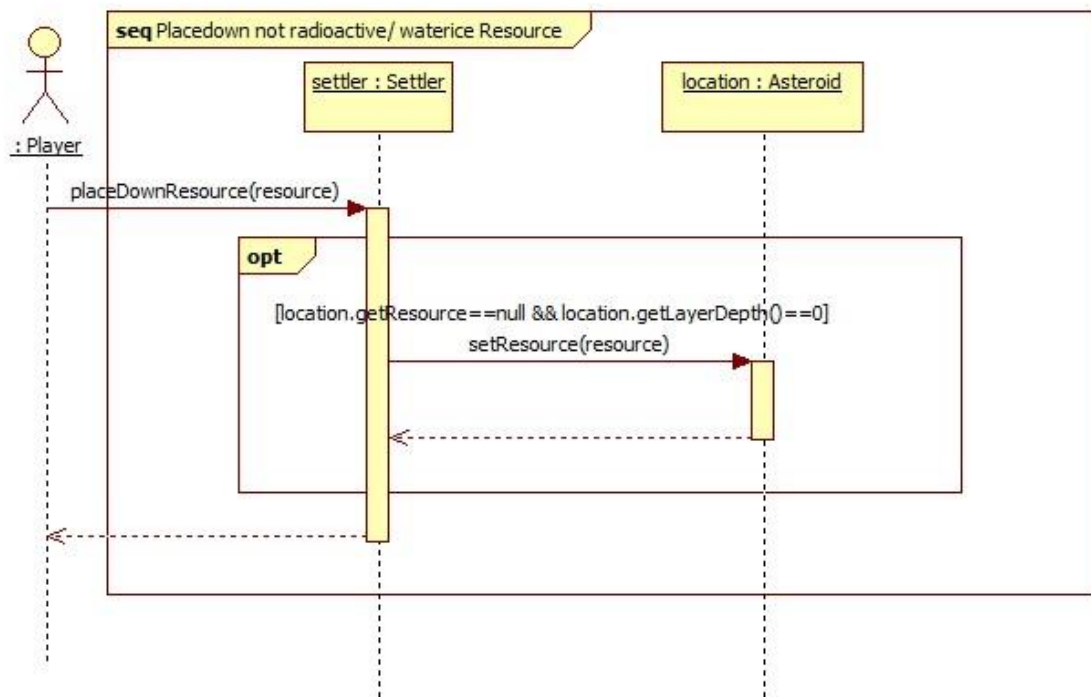 seq Placedown not radioactive/ waterice Resource
settler : Settler
location : Asteroid
: Player
placeDownResource(resource)
opt
[location.getResource==null && location.getLayerDepth()==0]
setResource(resource)